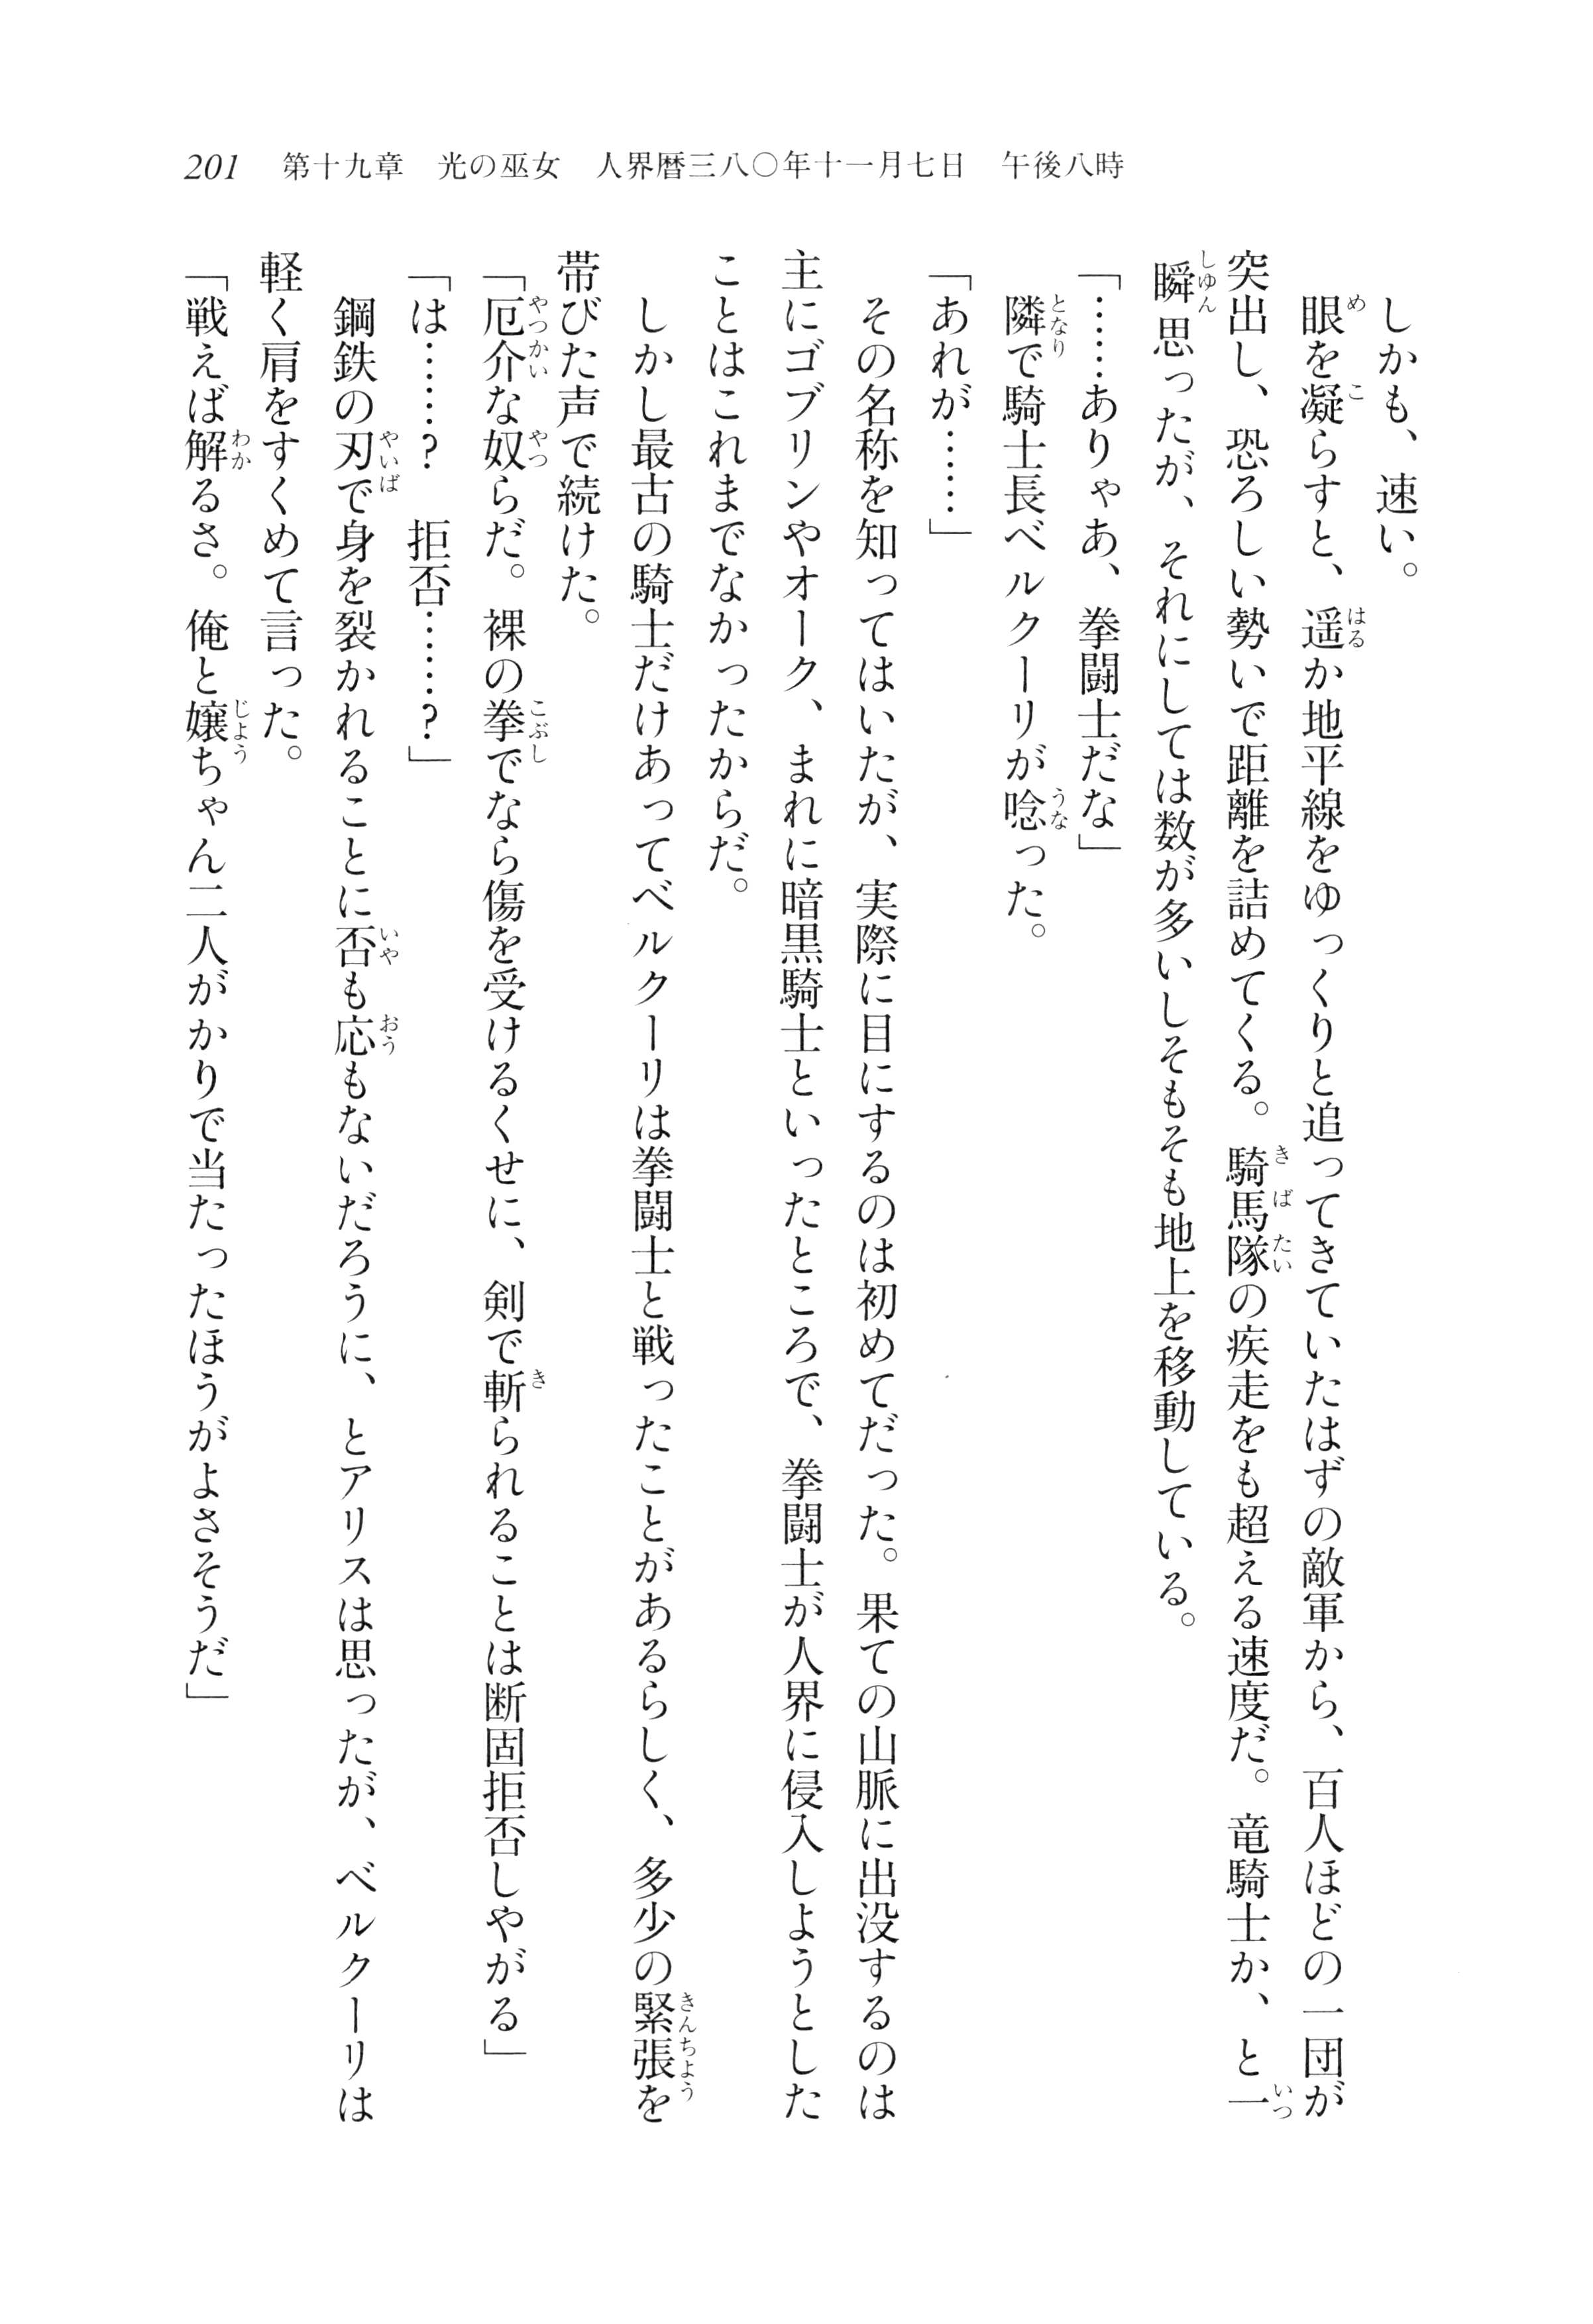 201　第十九章　光の巫女　人界暦三八〇年十一月七日　午後八時
しかも、速い。
眼を凝らすと、遥か地平線をゆっくりと追ってきていたはずの敵軍から、百人ほどの一団が
突出し、恐ろしい勢いで距離を詰めてくる。騎馬隊の疾走をも超える速度だ。竜騎士か、と一
瞬思ったが、それにしては数が多いしそもそも地上を移動している。
「……ありゃあ、拳闘士だな」
隣で騎士長ベルクーリが唸った。
「あれが……」
その名称を知ってはいたが、実際に目にするのは初めてだった。果ての山脈に出没するのは
主にゴブリンやオーク、まれに暗黒騎士といったところで、拳闘士が人界に侵入しようとした
ことはこれまでなかったからだ。
しかし最古の騎士だけあってベルクーリは拳闘士と戦ったことがあるらしく、多少の緊張を
帯びた声で続けた。
「厄介な奴らだ。裸の拳でなら傷を受けるくせに、剣で斬られることは断固拒否しやがる」
「は……？　拒否……？」
鋼鉄の刃で身を裂かれることに否も応もないだろうに、とアリスは思ったが、ベルクーリは
軽く肩をすくめて言った。
「戦えば解るさ。俺と嬢ちゃん二人がかりで当たったほうがよさそうだ」